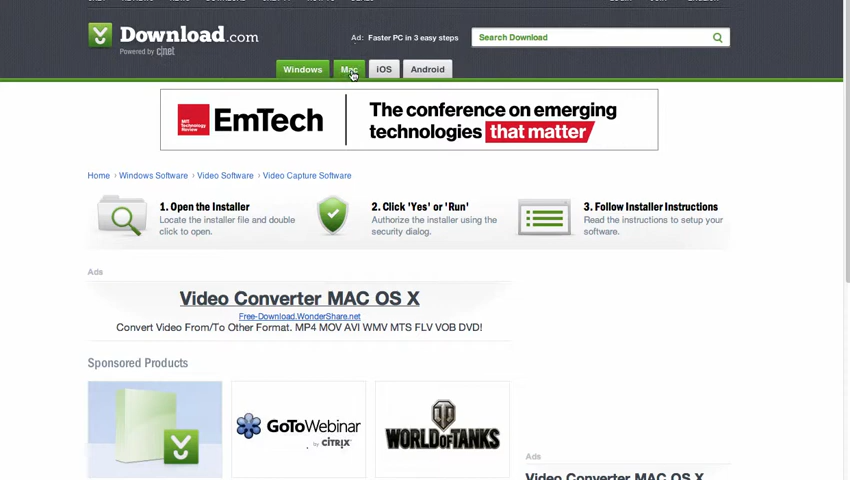 Download.com
Powered by c|net
Ad: Faster PC in 3 easy steps
Search Download
Windows
Mac
iOS
Android
MIT Technology Review
EmTech
The conference on emerging
technologies that matter
Home › Windows Software › Video Software › Video Capture Software
1. Open the Installer
Locate the installer file and double
click to open.
2. Click 'Yes' or 'Run'
Authorize the installer using the
security dialog.
3. Follow Installer Instructions
Read the instructions to setup your
software.
Ads
Video Converter MAC OS X
Free-Download.WonderShare.net
Convert Video From/To Other Format. MP4 MOV AVI WMV MTS FLV VOB DVD!
Sponsored Products
GoToWebinar
by CITRIX
WORLD OF TANKS
Ads
Video Converter MAC OS X